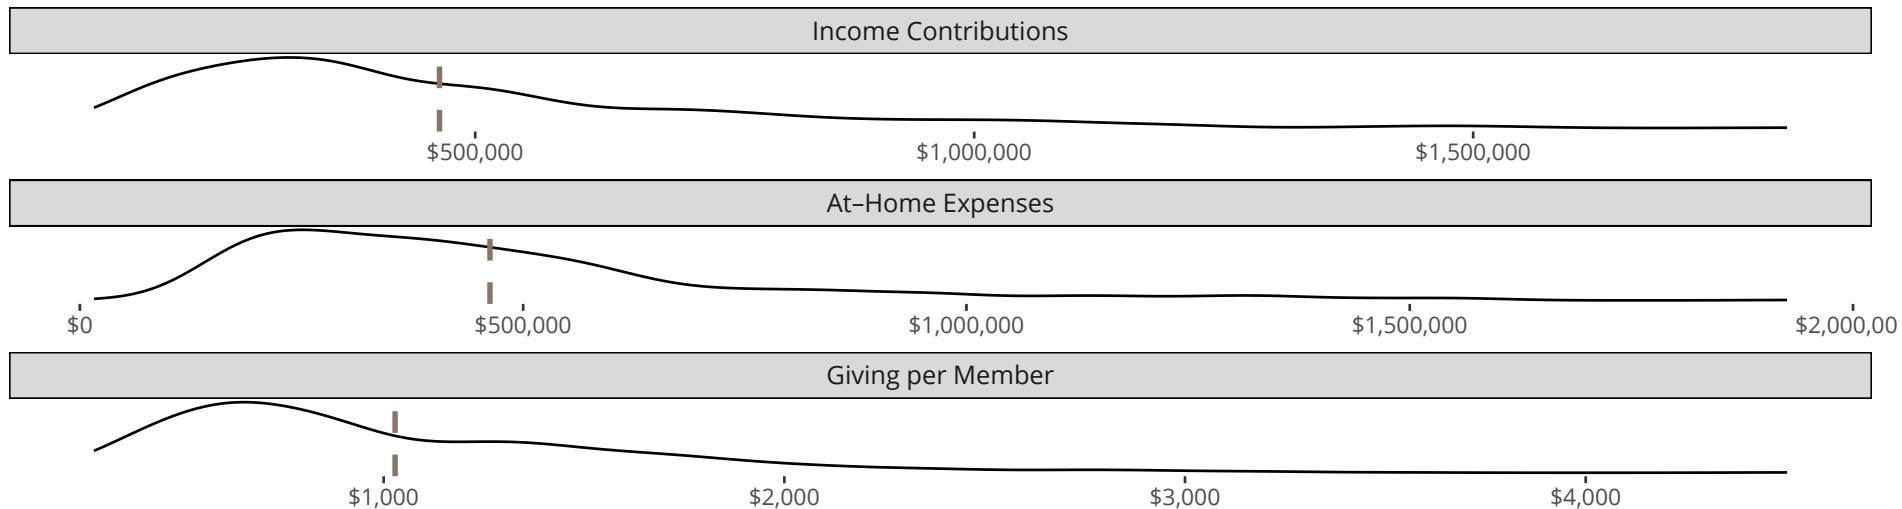 Income Contributions
$500,000 $1,000,000 $1,500,000
At–Home Expenses
$0 $500,000 $1,000,000 $1,500,000 $2,000,00
Giving per Member
$1,000 $2,000 $3,000 $4,000